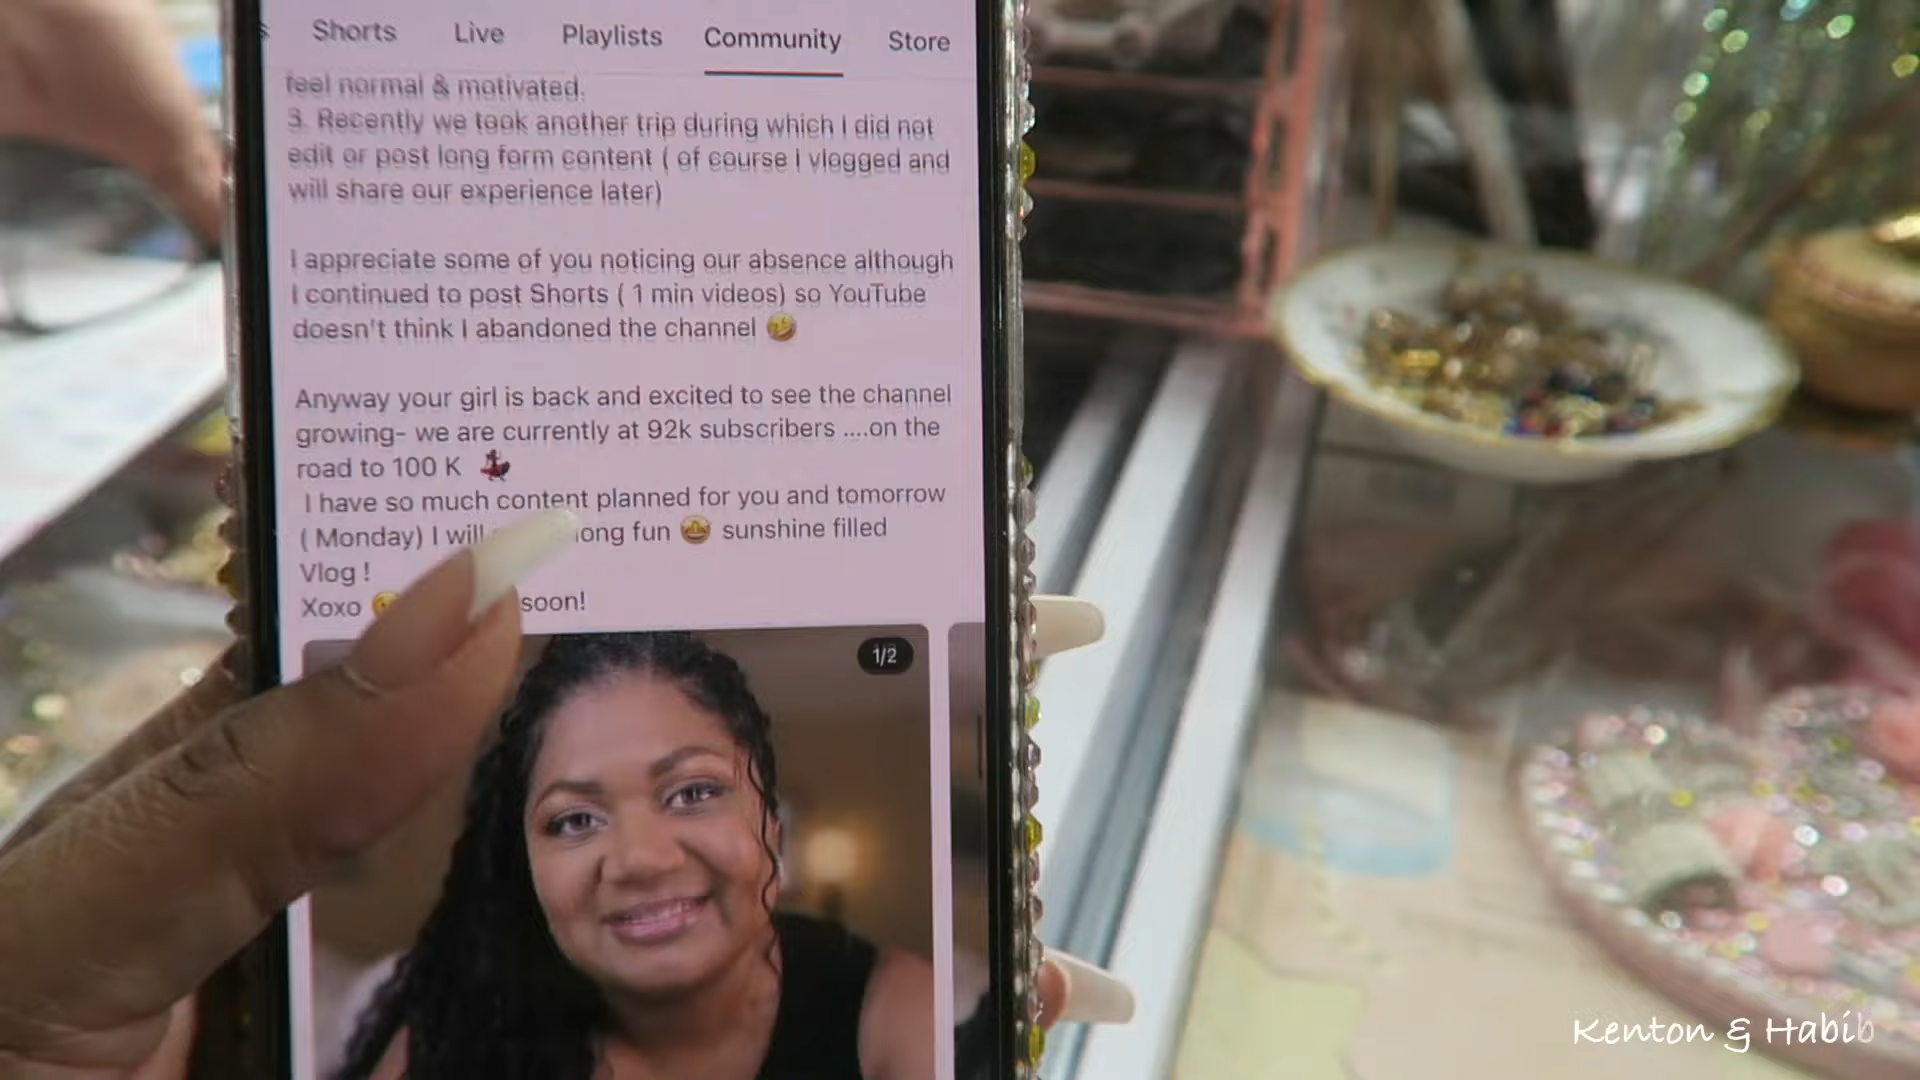 Shorts Live Playlists Community Store
feel normal & motivated.
3. Recently we took another trip during which I did not
edit or post long form content ( of course i vlogged and
will share our experience later)
I appreciate some of you noticing our absence although
I continued to post Shorts ( 1 min videos) so YouTube
doesn't think I abandoned the channel 🤣
Anyway your girl is back and excited to see the channel
growing- we are currently at 92k subscribers ....on the
road to 100 K 💃
I have so much content planned for you and tomorrow
( Monday) I will long fun 🤩 sunshine filled
Vlog !
Xoxo soon!
1/2
Kenton & Habib